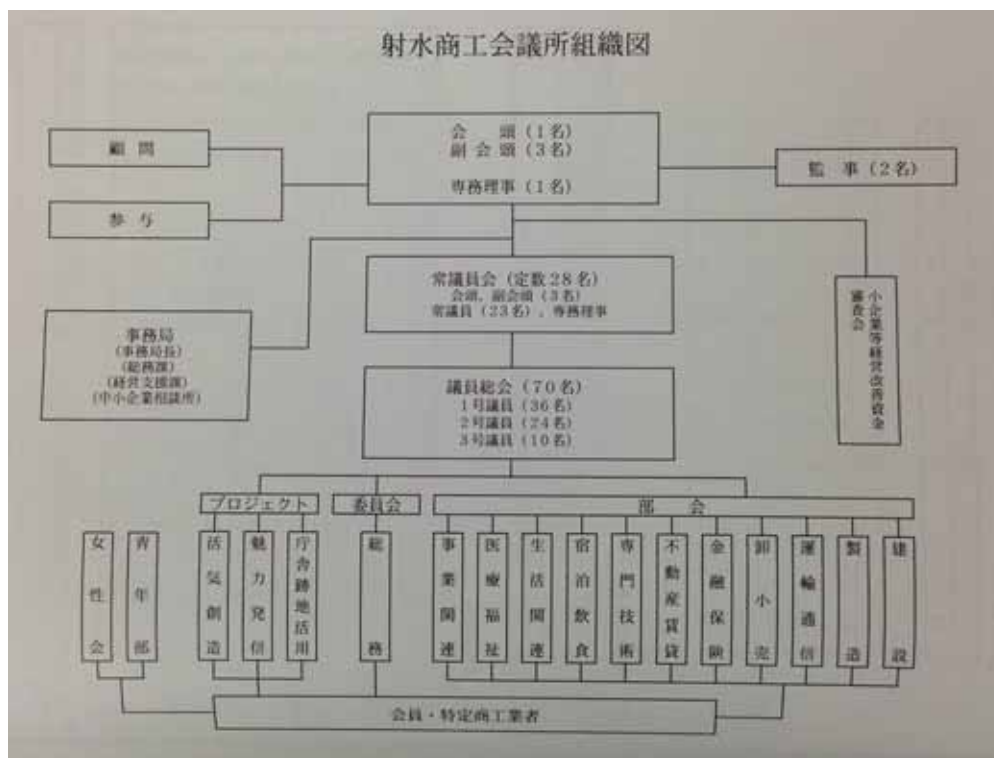 射水商工会議所組織図
会　頭（1名）
副会頭（3名）
専務理事（1名）
顧問
参与
監　事（2名）
常議員会（定数28名）
会頭、副会頭（3名）
常議員（23名）、専務理事
小企業等経営改善資金
審査会
事務局
（事務局長）
（総務課）
（経営支援課）
（中小企業相談所）
議員総会（70名）
1号議員（36名）
2号議員（24名）
3号議員（10名）
プロジェクト
委員会
部　会
女性会
青年部
活気創造
魅力発信
庁舎跡地活用
総務
事業関連
医療福祉
生活関連
宿泊飲食
専門技術
不動産賃貸
金融保険
卸小売
運輸通信
製造
建設
会員・特定商工業者